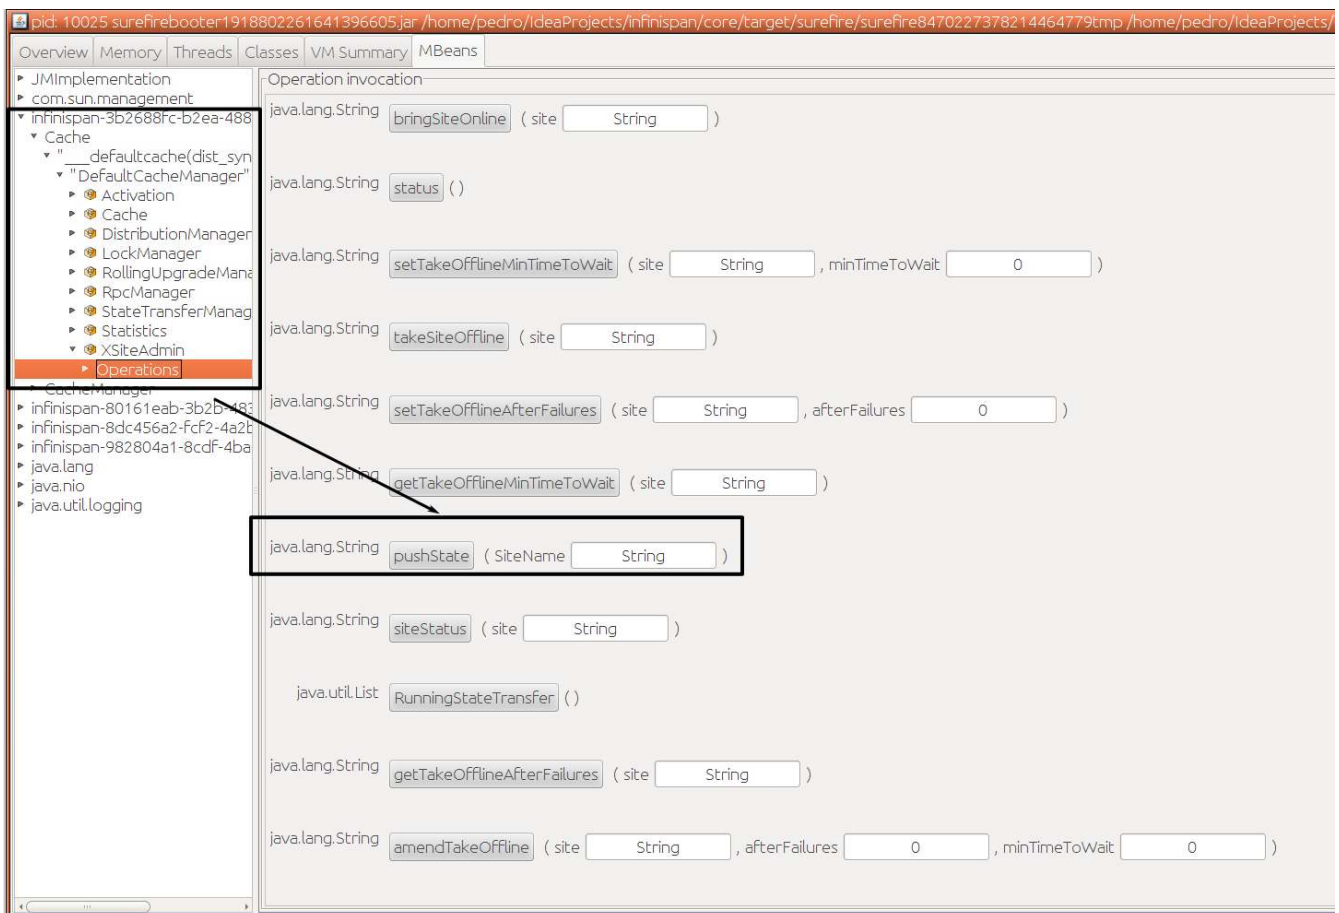 pid: 10025 surefirebooter1918802261641396605.jar /home/pedro/IdeaProjects/infinispan/core/target/surefire/surefire8470227378214464779tmp /home/pedro/IdeaProjects/
Overview Memory Threads Classes VM Summary MBeans
JMImplementation
com.sun.management
infinispan-3b2688fc-b2ea-488
Cache
"___defaultcache(dist_syn
"DefaultCacheManager"
Activation
Cache
DistributionManager
LockManager
RollingUpgradeMana
RpcManager
StateTransferManag
Statistics
XSiteAdmin
Operations
CacheManager
infinispan-80161eab-3b2b-483
infinispan-8dc456a2-fcf2-4a2b
infinispan-982804a1-8cdf-4ba
java.lang
java.nio
java.util.logging
Operation invocation
java.lang.String bringSiteOnline ( site String )
java.lang.String status ( )
java.lang.String setTakeOfflineMinTimeToWait ( site String , minTimeToWait 0 )
java.lang.String takeSiteOffline ( site String )
java.lang.String setTakeOfflineAfterFailures ( site String , afterFailures 0 )
java.lang.String getTakeOfflineMinTimeToWait ( site String )
java.lang.String pushState ( SiteName String )
java.lang.String siteStatus ( site String )
java.util.List RunningStateTransfer ( )
java.lang.String getTakeOfflineAfterFailures ( site String )
java.lang.String amendTakeOffline ( site String , afterFailures 0 , minTimeToWait 0 )